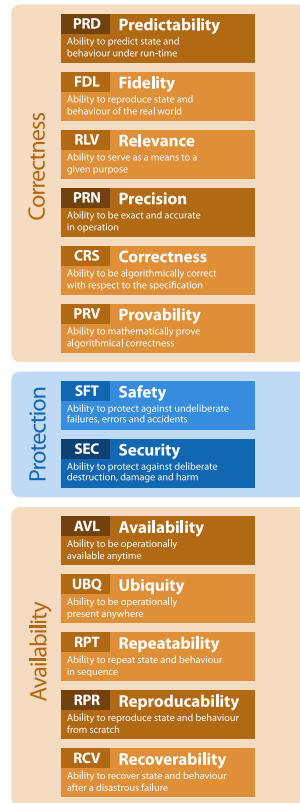 Correctness
PRD Predictability
Ability to predict state and
behaviour under run-time
FDL Fidelity
Ability to reproduce state and
behaviour of the real world
RLV Relevance
Ability to serve as a means to a
given purpose
PRN Precision
Ability to be exact and accurate
in operation
CRS Correctness
Ability to be algorithmically correct
with respect to the specification
PRV Provability
Ability to mathematically prove
algorithmical correctness
Protection
SFT Safety
Ability to protect against undeliberate
failures, errors and accidents
SEC Security
Ability to protect against deliberate
destruction, damage and harm
Availability
AVL Availability
Ability to be operationally
available anytime
UBQ Ubiquity
Ability to be operationally
present anywhere
RPT Repeatability
Ability to repeat state and behaviour
in sequence
RPR Reproducability
Ability to reproduce state and behaviour
from scratch
RCV Recoverability
Ability to recover state and behaviour
after a disastrous failure